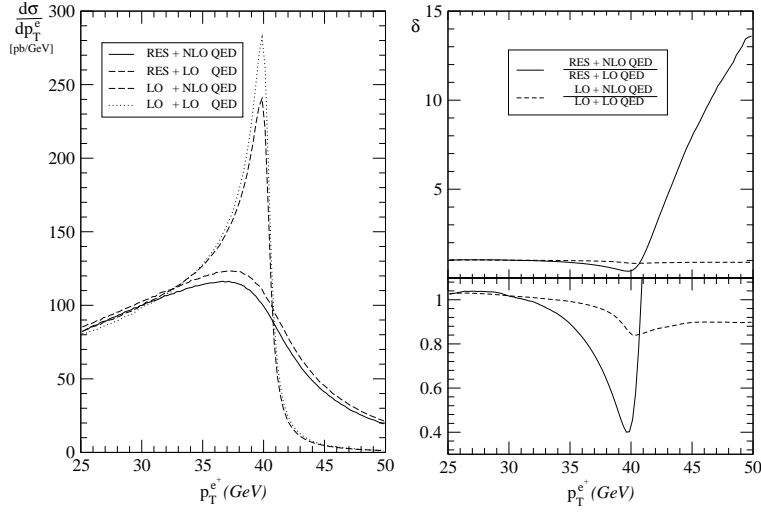 dσ
dp_T^e
[pb/GeV]
300
250
200
150
100
50
0
RES + NLO QED
RES + LO QED
LO + NLO QED
LO + LO QED
25 30 35 40 45 50
p_T^{e^+} (GeV)
δ
15
10
5
RES + NLO QED
RES + LO QED
LO + NLO QED
LO + LO QED
1
0.8
0.6
0.4
25 30 35 40 45 50
p_T^{e^+} (GeV)